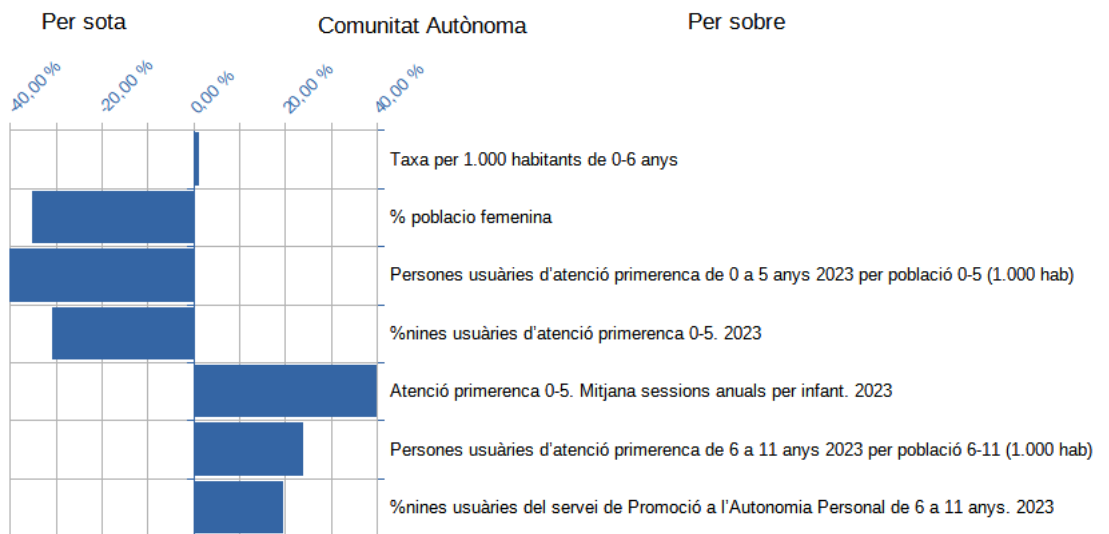 Per sota
Comunitat Autònoma
Per sobre
-40,00 %
-20,00 %
0,00 %
20,00 %
40,00 %
Taxa per 1.000 habitants de 0-6 anys
% poblacio femenina
Persones usuàries d’atenció primerenca de 0 a 5 anys 2023 per població 0-5 (1.000 hab)
%nines usuàries d’atenció primerenca 0-5. 2023
Atenció primerenca 0-5. Mitjana sessions anuals per infant. 2023
Persones usuàries d’atenció primerenca de 6 a 11 anys 2023 per població 6-11 (1.000 hab)
%nines usuàries del servei de Promoció a l’Autonomia Personal de 6 a 11 anys. 2023